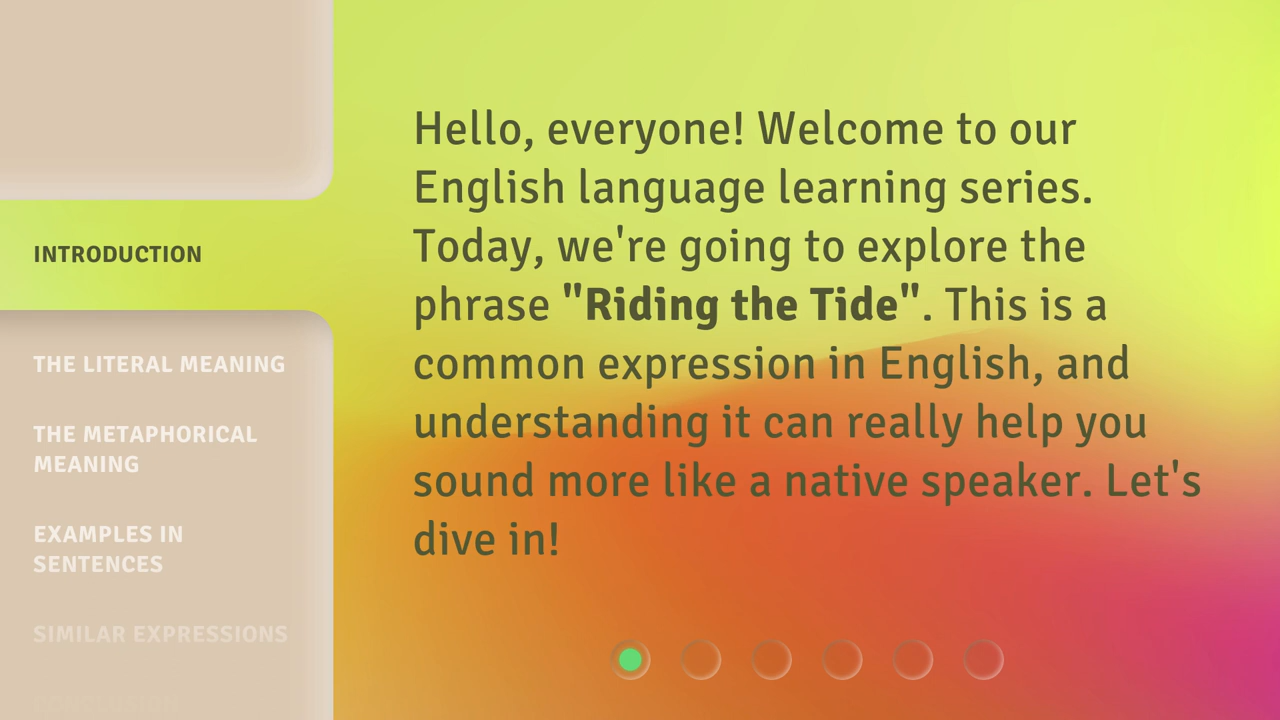 INTRODUCTION
THE LITERAL MEANING
THE METAPHORICAL
MEANING
EXAMPLES IN
SENTENCES
SIMILAR EXPRESSIONS
CONCLUSION
Hello, everyone! Welcome to our
English language learning series.
Today, we're going to explore the
phrase "Riding the Tide". This is a
common expression in English, and
understanding it can really help you
sound more like a native speaker. Let's
dive in!